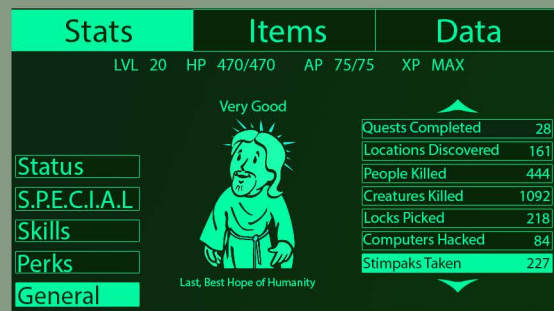 Stats Items Data
LVL 20 HP 470/470 AP 75/75 XP MAX
Very Good
Status
S.P.E.C.I.A.L
Skills
Perks
General
Last, Best Hope of Humanity
Quests Completed 28
Locations Discovered 161
People Killed 444
Creatures Killed 1092
Locks Picked 218
Computers Hacked 84
Stimpaks Taken 227